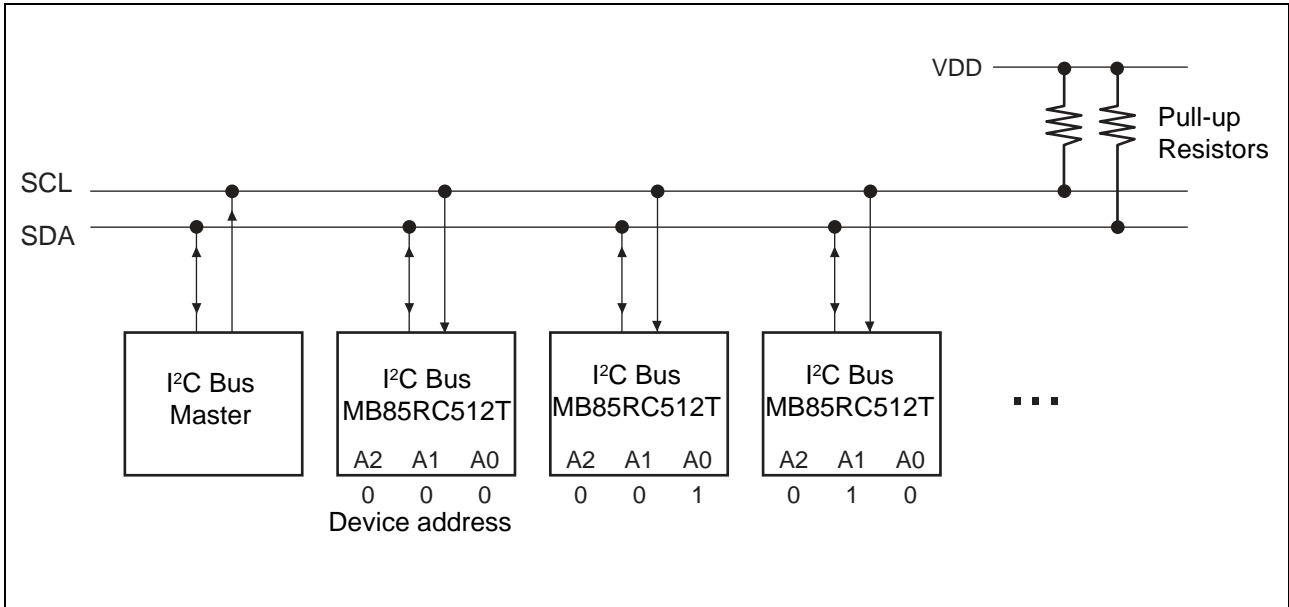 VDD
Pull-up
Resistors
SCL
SDA
I²C Bus
Master
I²C Bus
MB85RC512T
A2 A1 A0
0 0 0
Device address
I²C Bus
MB85RC512T
A2 A1 A0
0 0 1
I²C Bus
MB85RC512T
A2 A1 A0
0 1 0
...